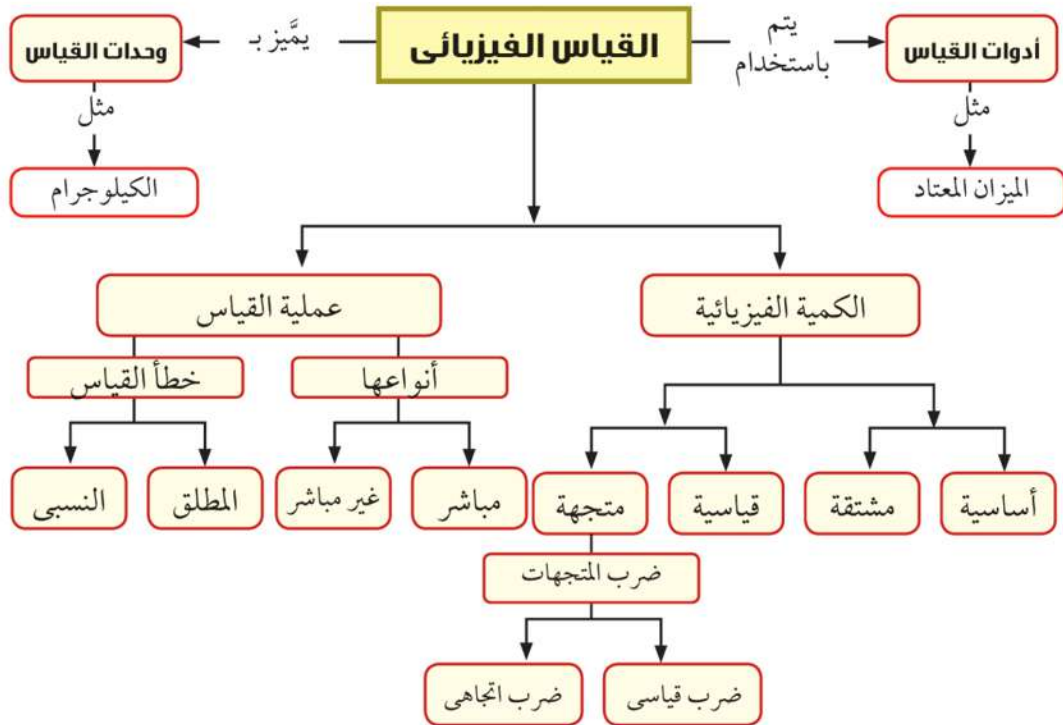 القياس الفيزيائى
يتم
باستخدام
أدوات القياس
مثل
الميزان المعتاد
يمَّيز بـ
وحدات القياس
مثل
الكيلوجرام
الكمية الفيزيائية
أساسية
مشتقة
قياسية
متجهة
ضرب المتجهات
ضرب قياسى
ضرب اتجاهى
عملية القياس
أنواعها
مباشر
غير مباشر
خطأ القياس
المطلق
النسبى